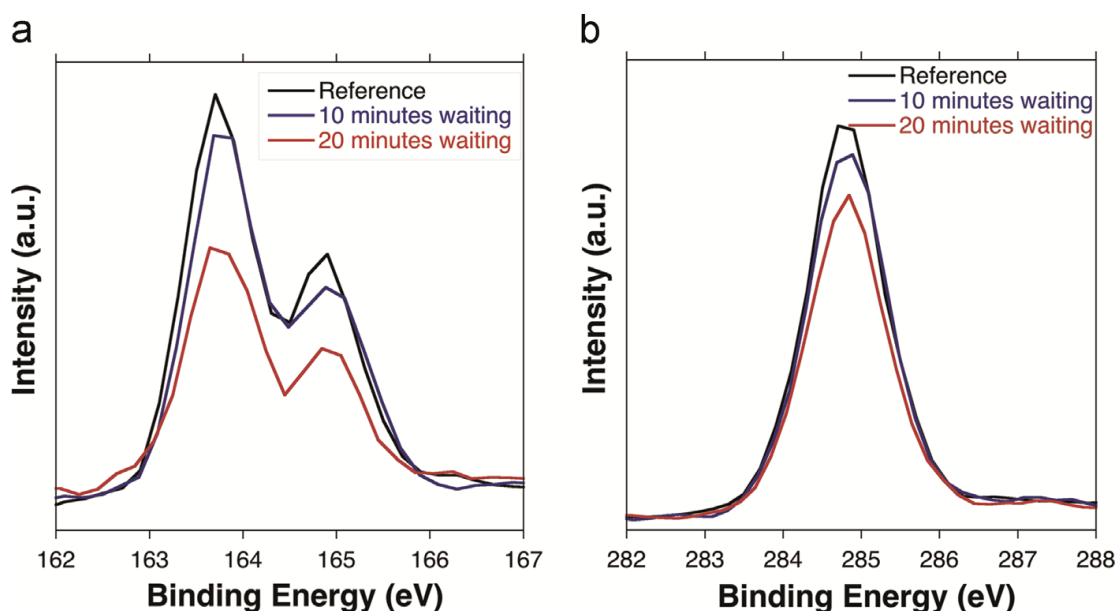 a
Reference
10 minutes waiting
20 minutes waiting
Intensity (a.u.)
162 163 164 165 166 167
Binding Energy (eV)
b
Reference
10 minutes waiting
20 minutes waiting
Intensity (a.u.)
282 283 284 285 286 287 288
Binding Energy (eV)